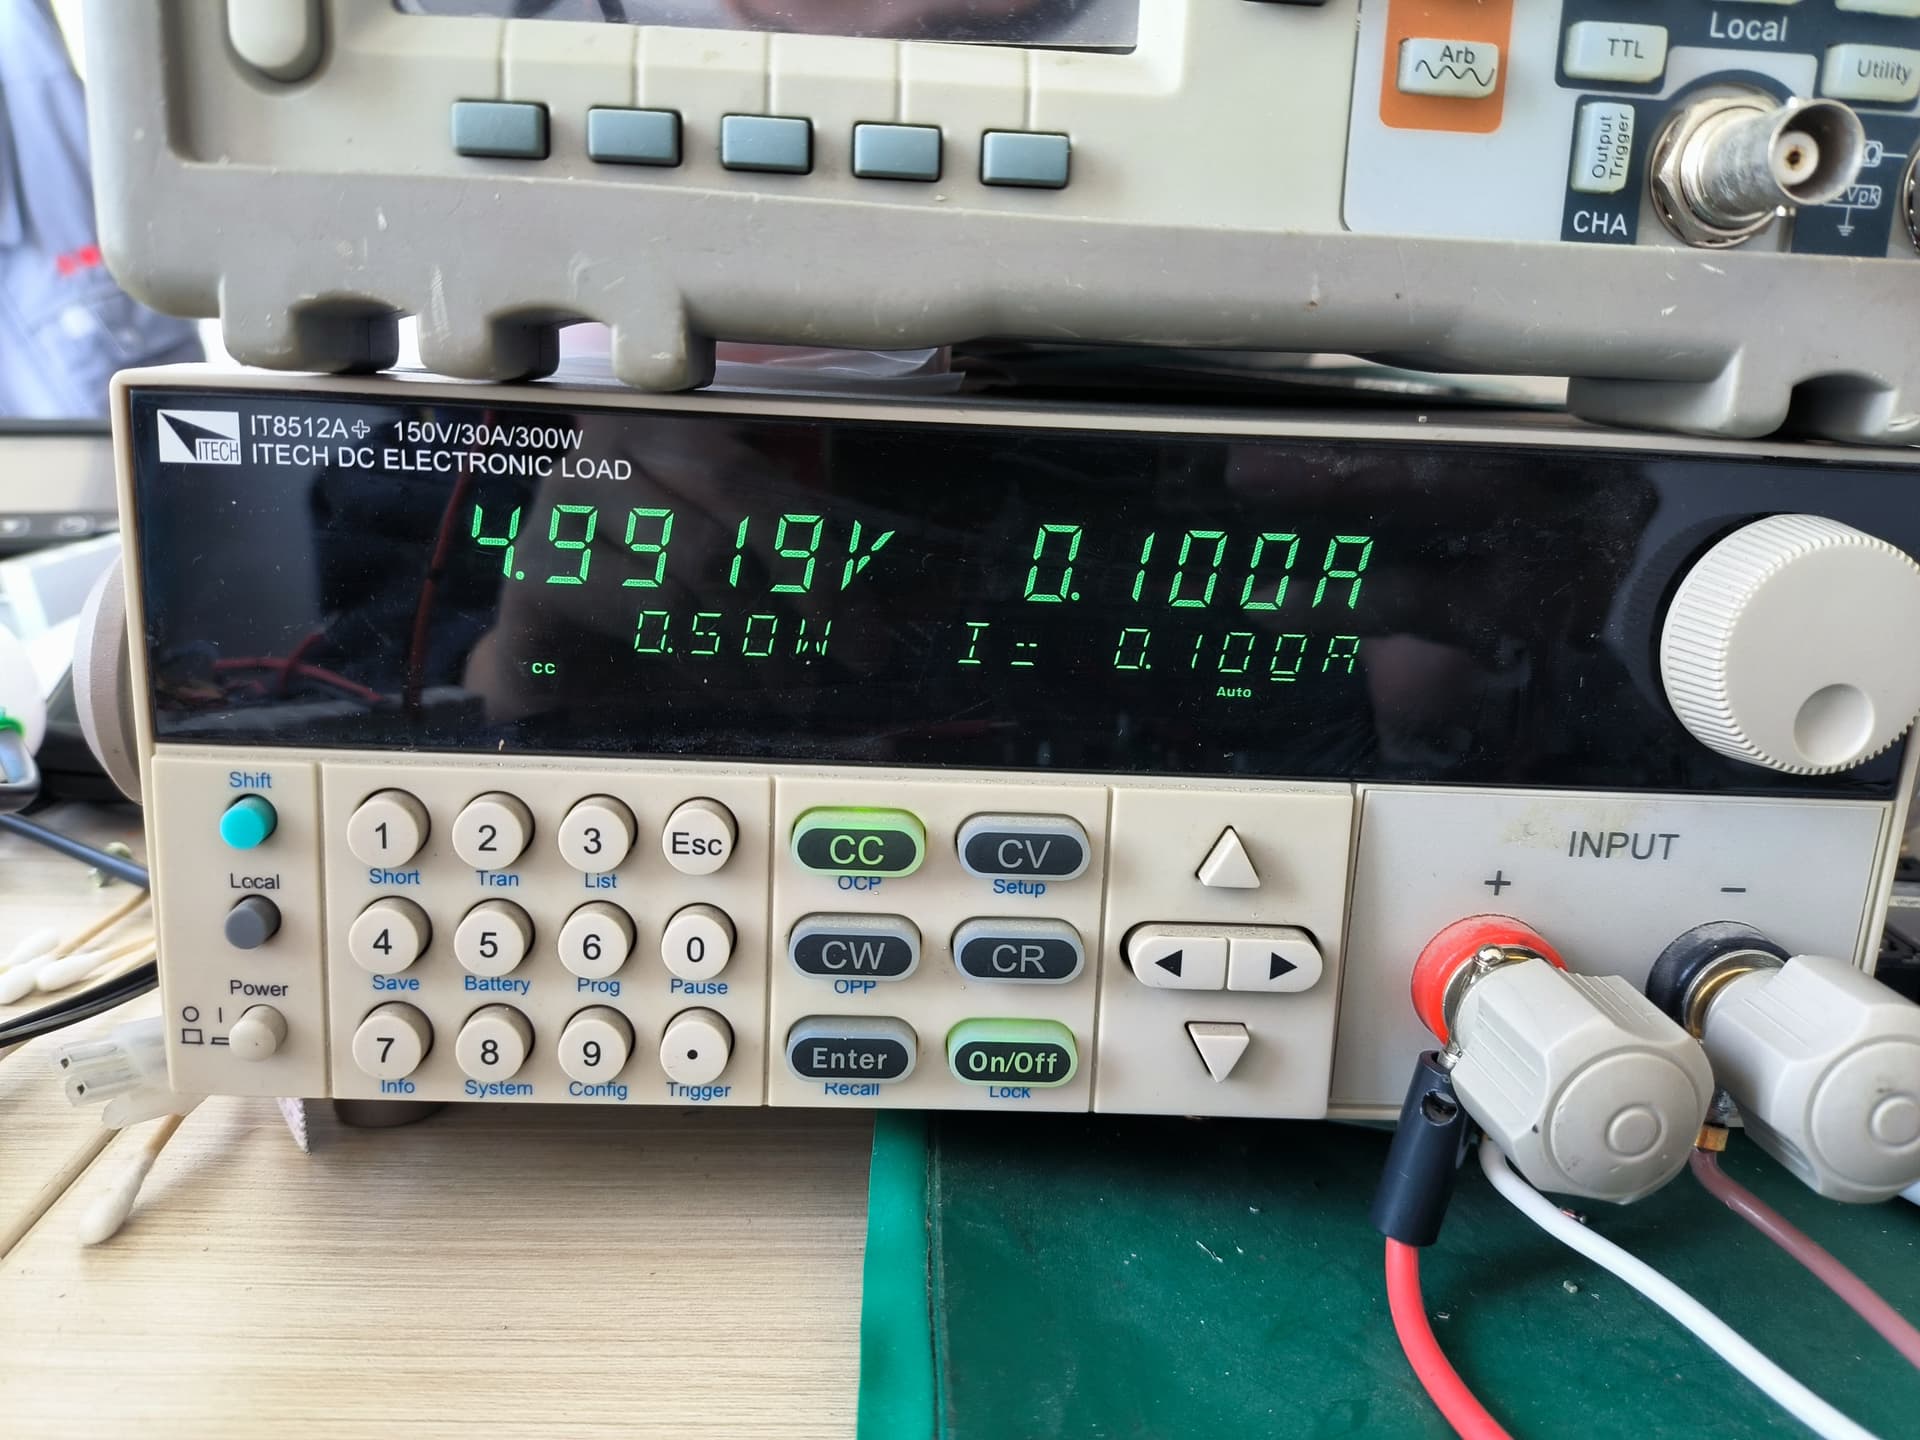 Arb
TTL
Local
Utility
Output
Trigger
CHA
Vpk
ITECH
IT8512A+ 150V/30A/300W
ITECH DC ELECTRONIC LOAD
4.9919V 0.100A
0.50W I= 0.100A
CC
Auto
Shift
Local
Power
O I
1 2 3 Esc
Short Tran List
4 5 6 0
Save Battery Prog Pause
7 8 9 •
Info System Config Trigger
CC CV
OCP Setup
CW CR
OPP
Enter On/Off
Recall Lock
INPUT
+ −